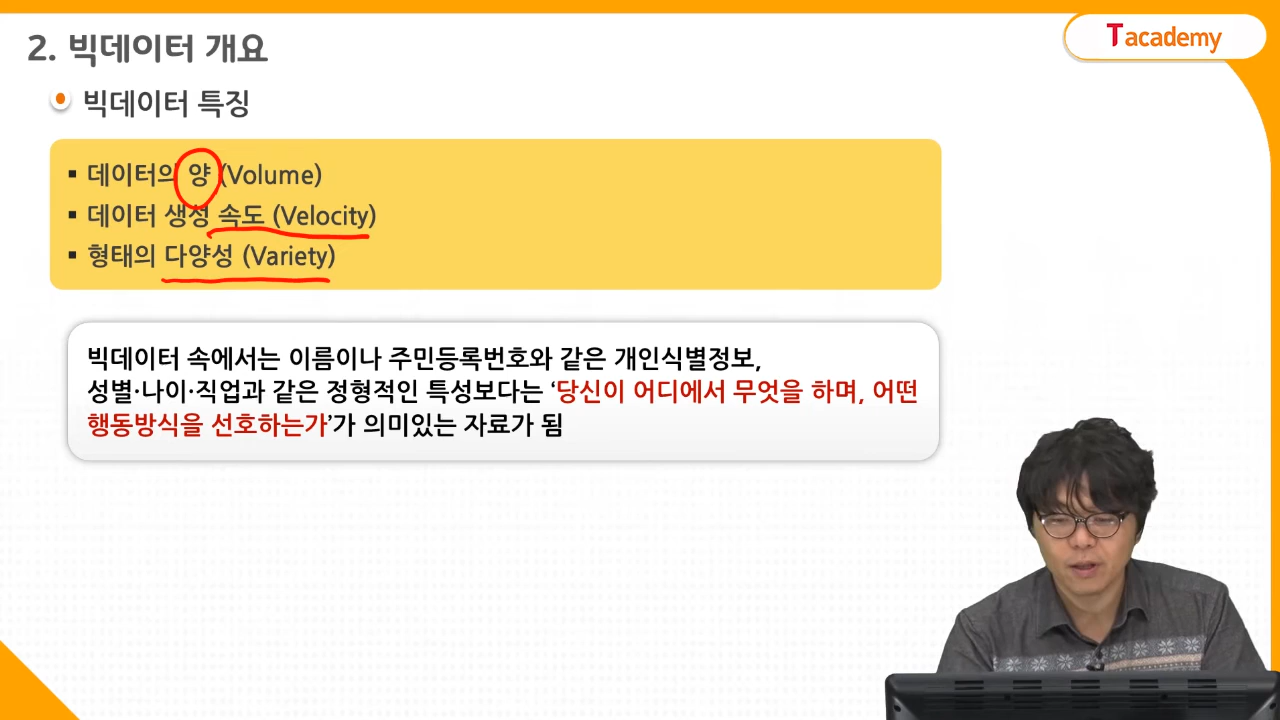 2. 빅데이터 개요
Tacademy
빅데이터 특징
▪ 데이터의 양 (Volume)
▪ 데이터 생성 속도 (Velocity)
▪ 형태의 다양성 (Variety)
빅데이터 속에서는 이름이나 주민등록번호와 같은 개인식별정보,
성별·나이·직업과 같은 정형적인 특성보다는 ‘당신이 어디에서 무엇을 하며, 어떤
행동방식을 선호하는가’가 의미있는 자료가 됨